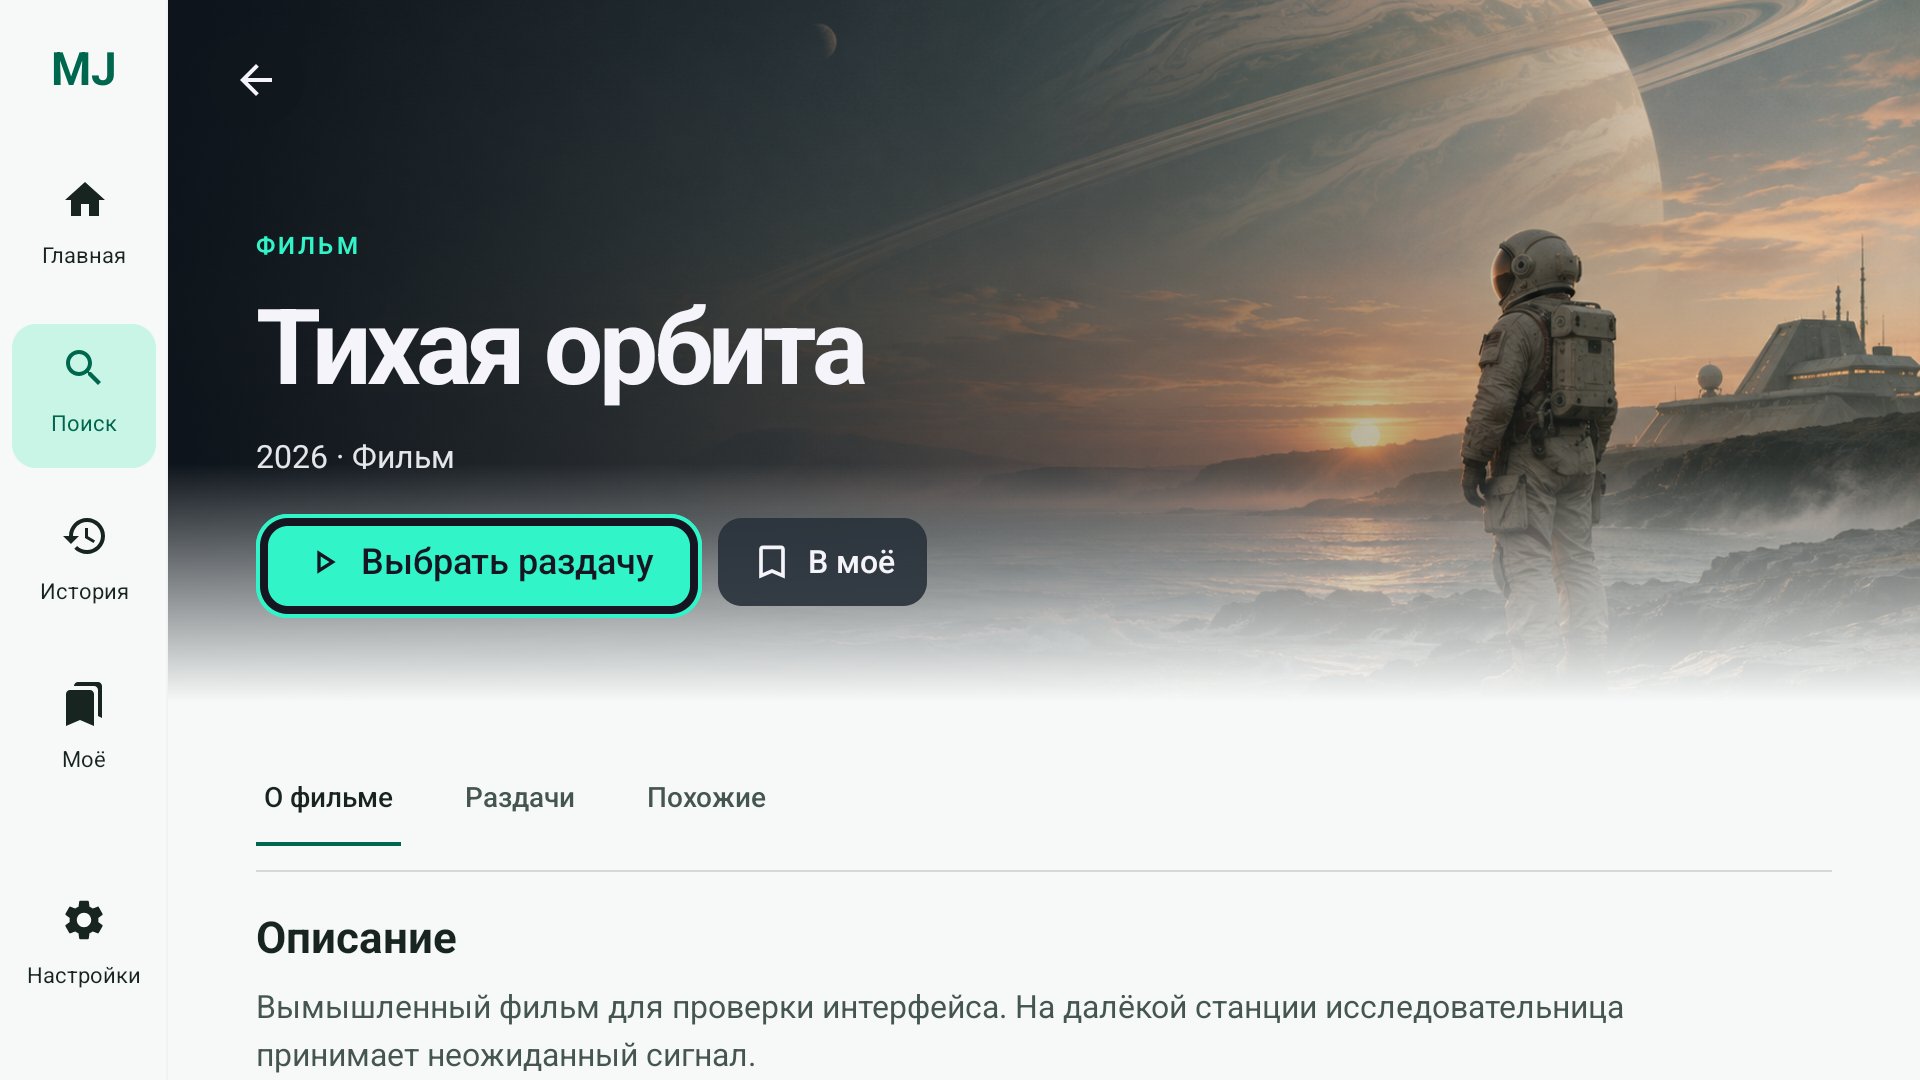 MJ
Главная
Поиск
История
Моё
Настройки
ФИЛЬМ
Тихая орбита
2026 · Фильм
Выбрать раздачу
В моё
О фильме
Раздачи
Похожие
Описание
Вымышленный фильм для проверки интерфейса. На далёкой станции исследовательница
принимает неожиданный сигнал.